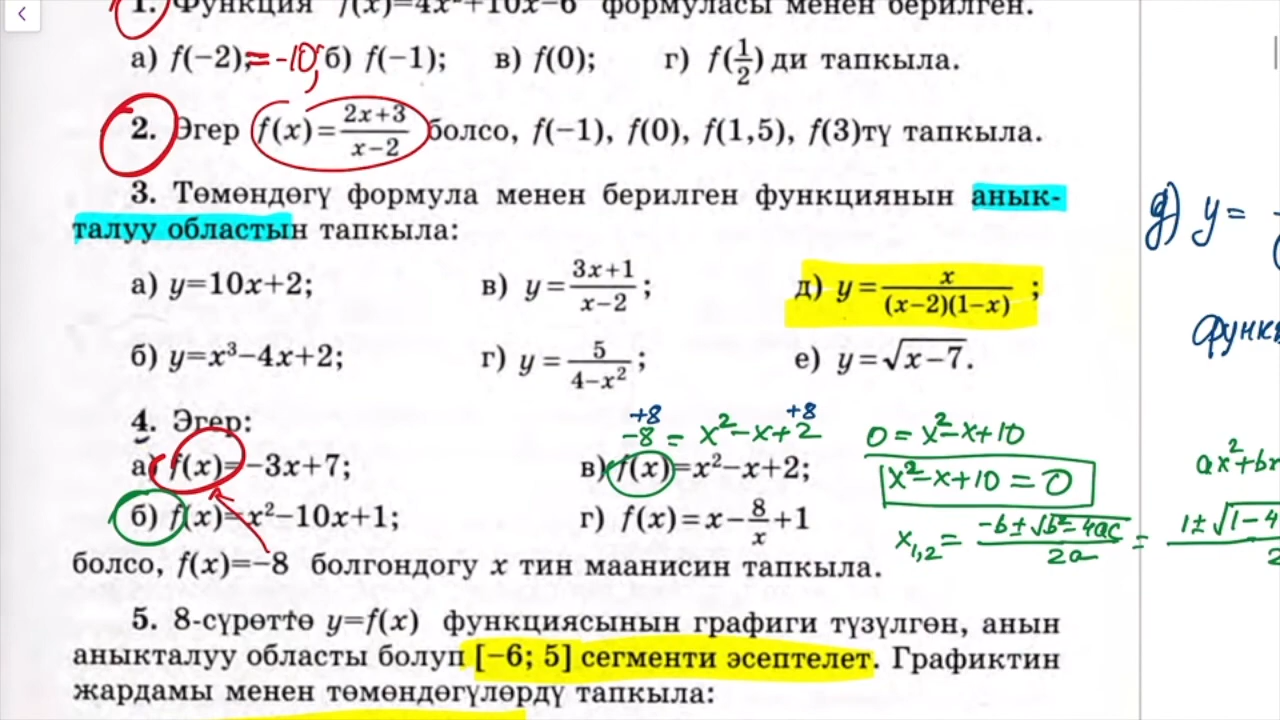 1. Функция f(x)=4x²+10x−6 формуласы менен берилген.
а) f(−2); = -10; б) f(−1); в) f(0); г) f(1/2) ди тапкыла.
2. Эгер f(x)=(2x+3)/(x−2) болсо, f(−1), f(0), f(1,5), f(3)тү тапкыла.
3. Төмөндөгү формула менен берилген функциянын анык-
талуу областын тапкыла:
а) y=10x+2; в) y=(3x+1)/(x−2); д) y=x/((x−2)(1−x));
б) y=x³−4x+2; г) y=5/(4−x²); е) y=√(x−7).
4. Эгер:
+8 +8
-8 = x²-x+2
а) f(x)=−3x+7; в) f(x)=x²−x+2;
б) f(x)=x²−10x+1; г) f(x)=x−8/x+1
болсо, f(x)=−8 болгондогу x тин маанисин тапкыла.
5. 8-сүрөттө y=f(x) функциясынын графиги түзүлгөн, анын
аныкталуу областы болуп [−6; 5] сегменти эсептелет. Графиктин
жардамы менен төмөндөгүлөрдү тапкыла:
0 = x²-x+10
x²-x+10 = 0
x₁,₂ = (-b±√(b²-4ac))/2a =
д) y =